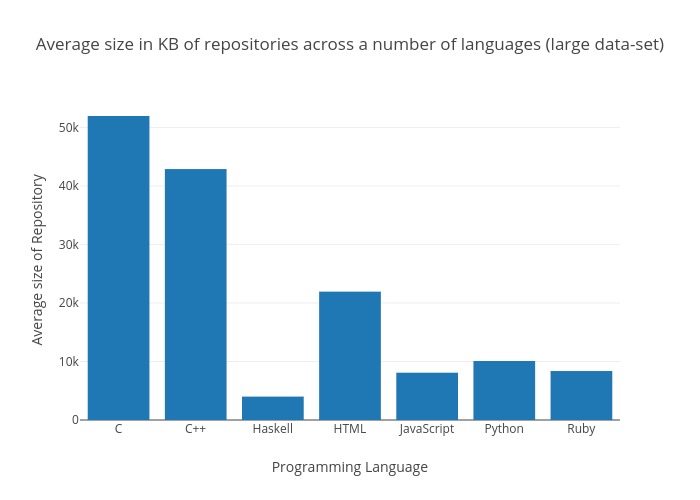 Average size in KB of repositories across a number of languages (large data-set)
50k
40k
30k
20k
10k
0
Average size of Repository
C
C++
Haskell
HTML
JavaScript
Python
Ruby
Programming Language